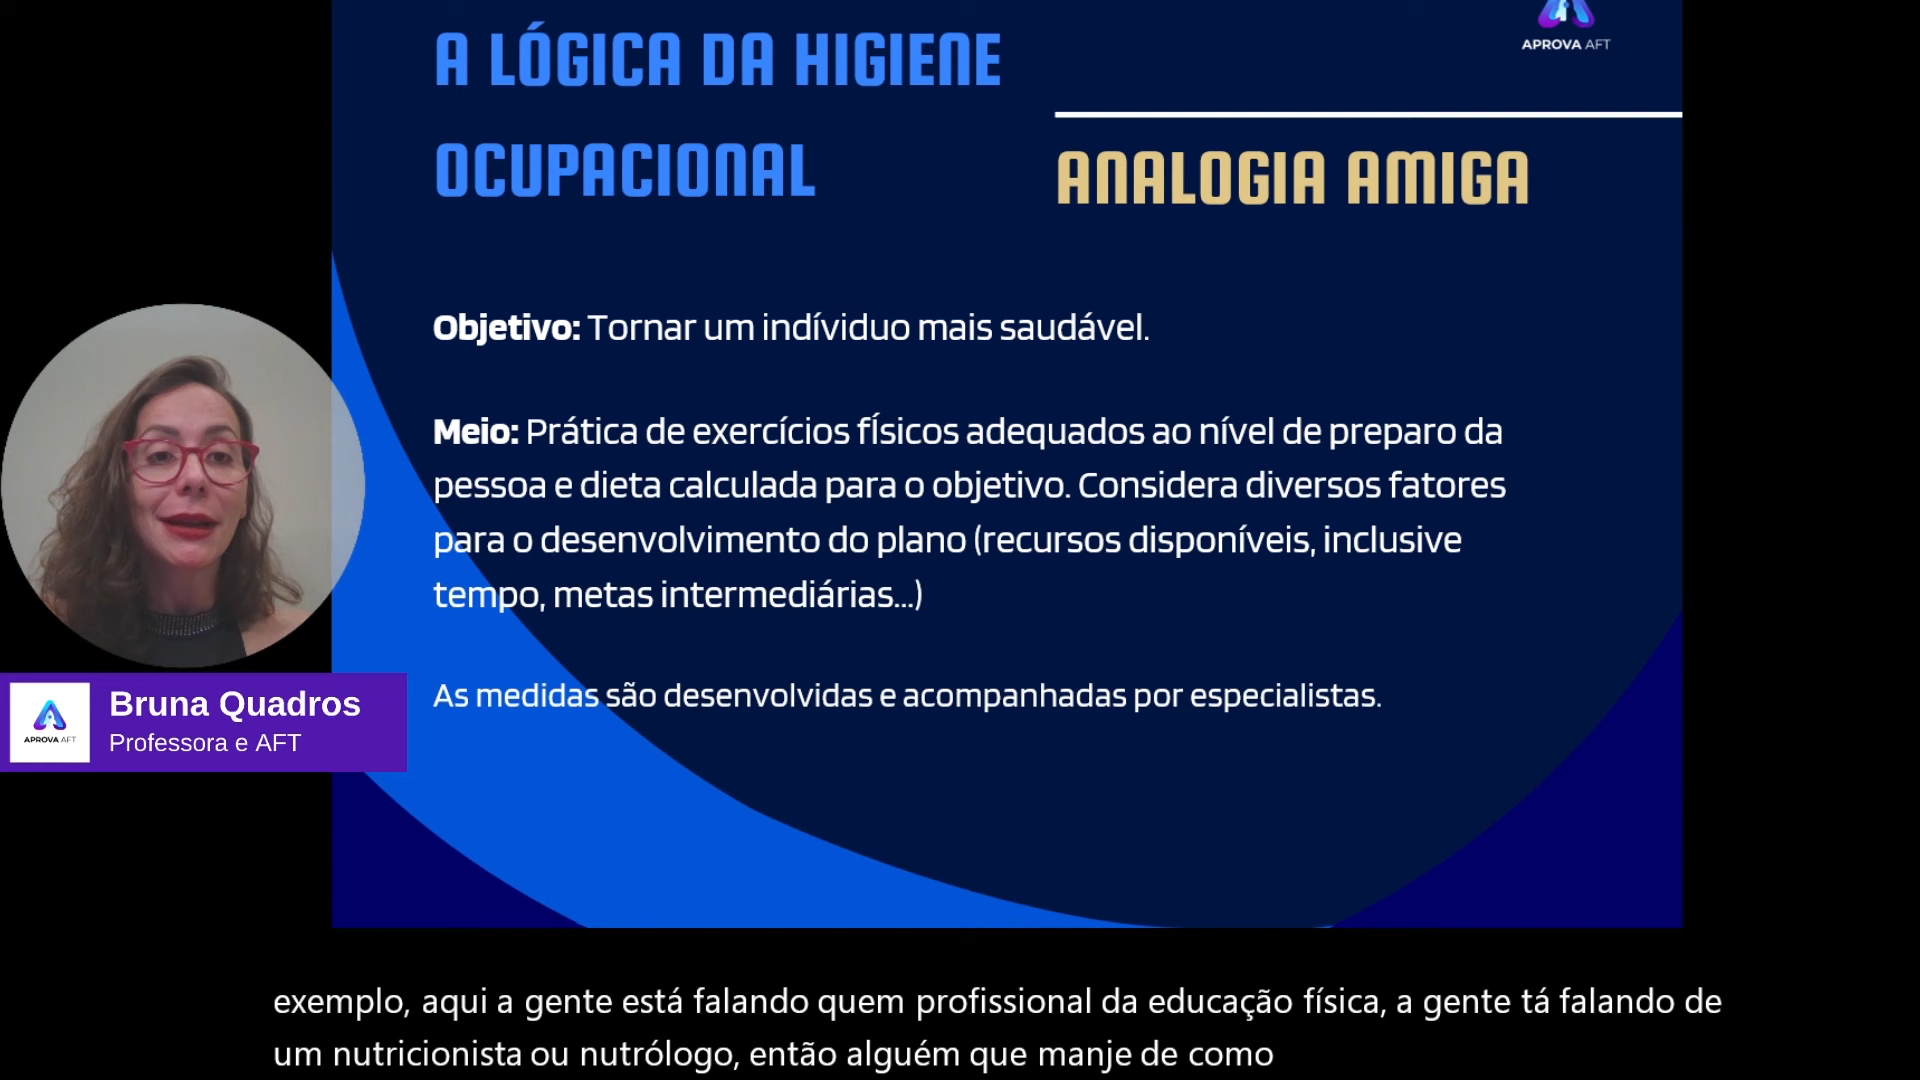 A LÓGICA DA HIGIENE
OCUPACIONAL
APROVA AFT
ANALOGIA AMIGA
Objetivo: Tornar um indíviduo mais saudável.
Meio: Prática de exercícios físicos adequados ao nível de preparo da
pessoa e dieta calculada para o objetivo. Considera diversos fatores
para o desenvolvimento do plano (recursos disponíveis, inclusive
tempo, metas intermediárias...)
As medidas são desenvolvidas e acompanhadas por especialistas.
Bruna Quadros
Professora e AFT
APROVA AFT
exemplo, aqui a gente está falando quem profissional da educação física, a gente tá falando de
um nutricionista ou nutrólogo, então alguém que manje de como